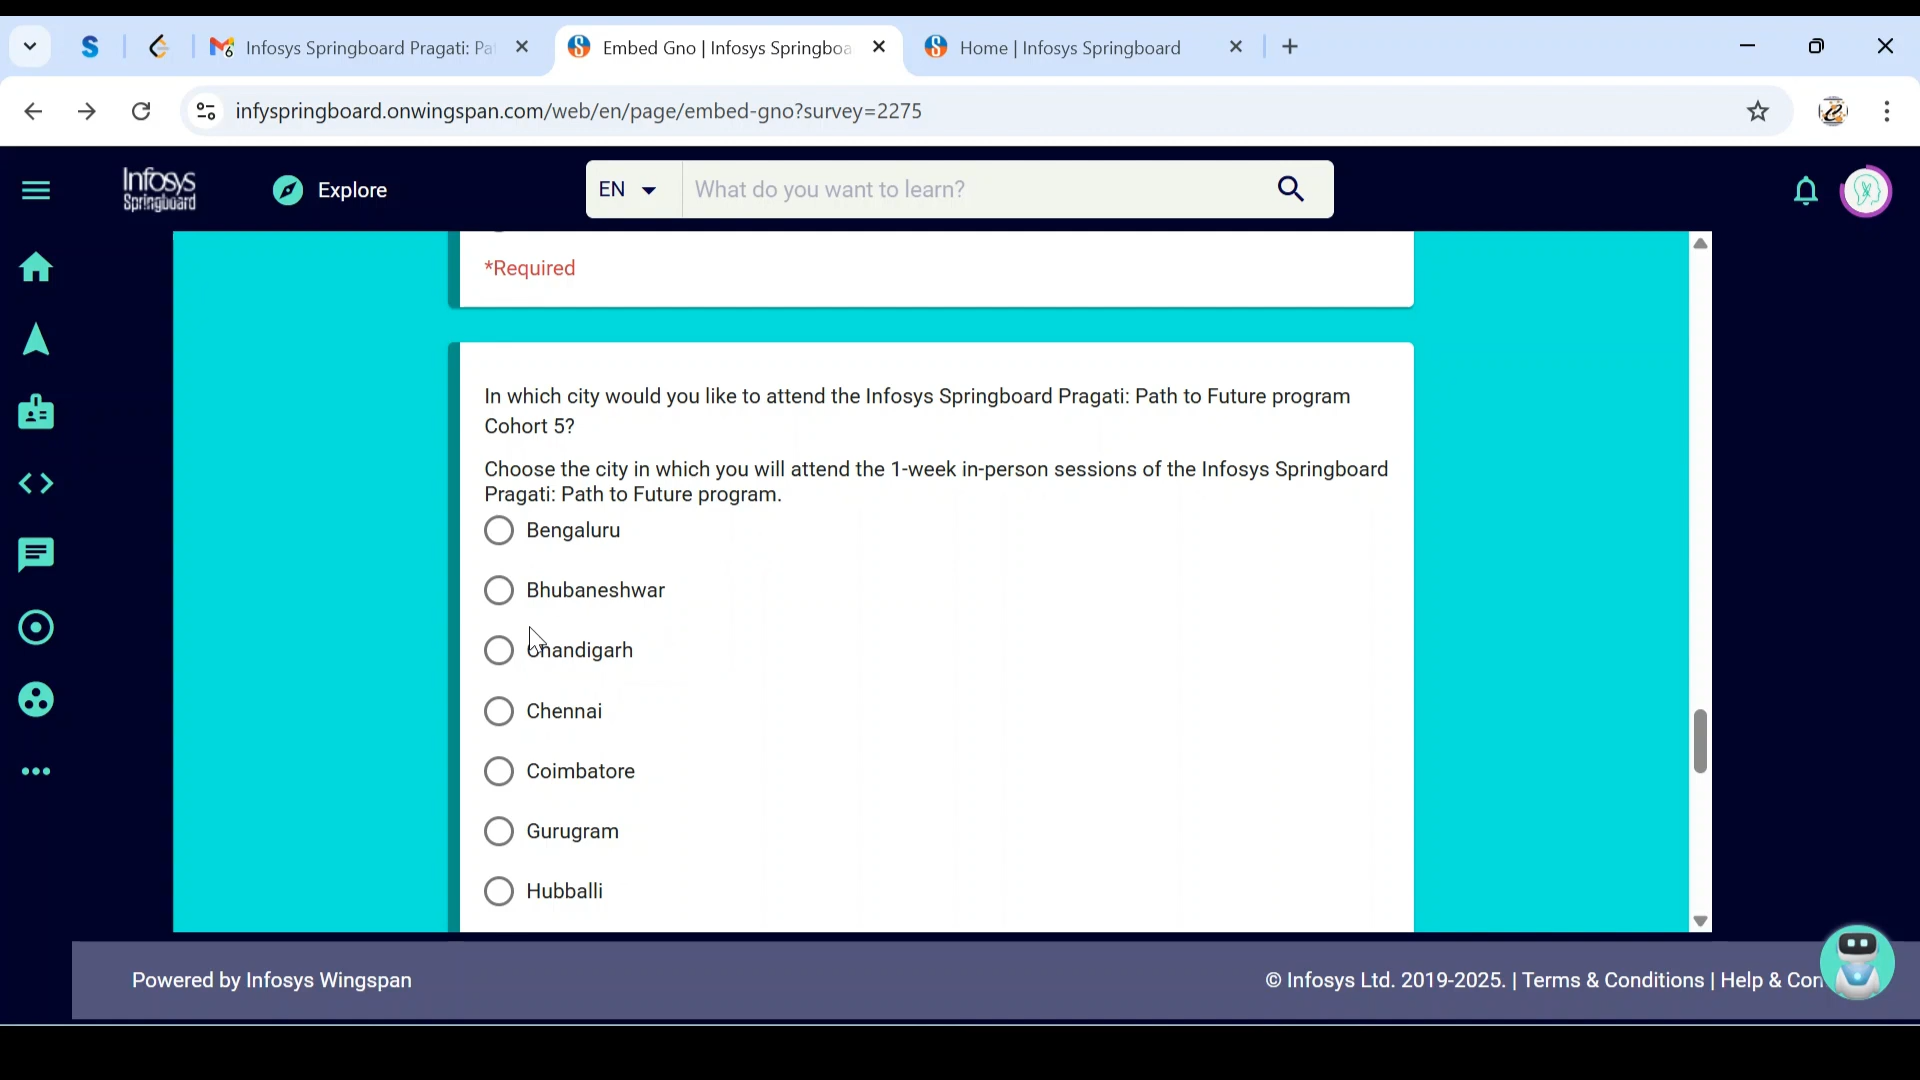 Infosys Springboard Pragati: Pa
Embed Gno | Infosys Springboa
Home | Infosys Springboard
infyspringboard.onwingspan.com/web/en/page/embed-gno?survey=2275
Infosys
Springboard
Explore
EN
What do you want to learn?
*Required
In which city would you like to attend the Infosys Springboard Pragati: Path to Future program
Cohort 5?
Choose the city in which you will attend the 1-week in-person sessions of the Infosys Springboard
Pragati: Path to Future program.
Bengaluru
Bhubaneshwar
Chandigarh
Chennai
Coimbatore
Gurugram
Hubballi
Powered by Infosys Wingspan
© Infosys Ltd. 2019-2025. | Terms & Conditions | Help & Con